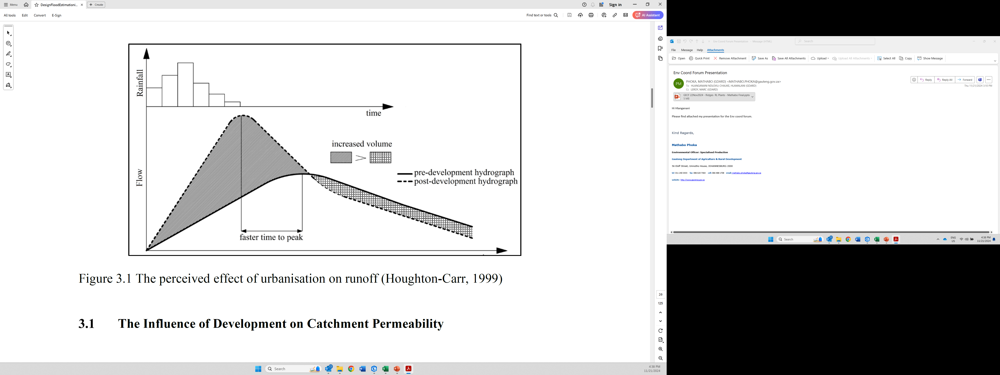 Menu
DesignFloodEstimationi...
Create
Sign in
All tools
Edit
Convert
E-Sign
Find text or tools
AI Assistant
Rainfall
time
increased volume
>
Flow
pre-development hydrograph
post-development hydrograph
faster time to peak
Figure 3.1 The perceived effect of urbanisation on runoff (Houghton-Carr, 1999)
3.1 The Influence of Development on Catchment Permeability
26
125
Search
4:38 PM
11/21/2024
Env Coord Forum Presentation - Message (HTML)
Search
File Message Help Attachments
Open Quick Print Remove Attachment Save As Save All Attachments Upload Upload All Attachments Select All Copy Show Message
Env Coord Forum Presentation
PM
PHOKA, MATHABO (GDARD) <MATHABO.PHOKA@gauteng.gov.za>
To HLANGANANI NDLOVU; CHAUKE, HLAMALANI (GDARD)
Cc LEROY, MARC (GDARD)
Reply Reply All Forward
Thu 11/21/2024 3:10 PM
GECF 22Nov2024 - Ridges RL Plants - Mathabo Final.pptx
5 MB
Hi Hlanganani
Please find attached my presentation for the Env coord forum.
Kind Regards,
Mathabo Phoka
Environmental Officer: Specialised Production
Gauteng Department of Agriculture & Rural Development
56 Eloff Street, Umnotho House, JOHANNESBURG 2000
tel: 011 240 3433 fax: 086 620 7364 cell: 066 488 1708 email: mathabo.phoka@gauteng.gov.za
website: http://www.gauteng.gov.za
Search
ENG
US
4:38 PM
11/21/2024